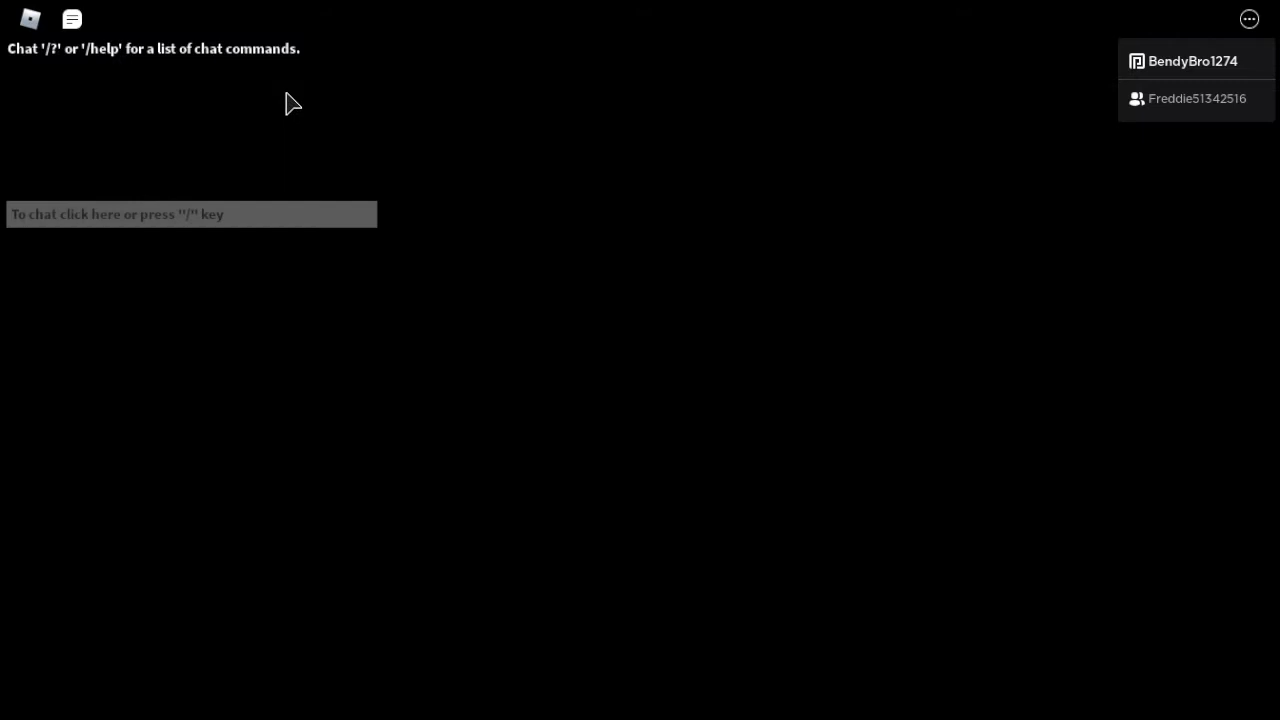 Chat '/?' or '/help' for a list of chat commands.
BendyBro1274
Freddie51342516
To chat click here or press "/" key